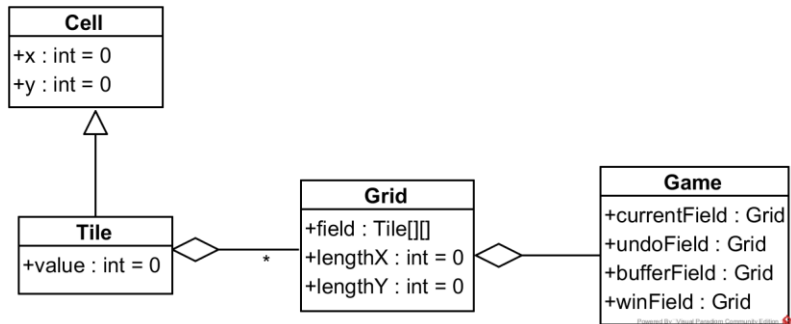 Cell
+x : int = 0
+y : int = 0
Tile
+value : int = 0
*
Grid
+field : Tile[][]
+lengthX : int = 0
+lengthY : int = 0
Game
+currentField : Grid
+undoField : Grid
+bufferField : Grid
+winField : Grid
Powered By Visual Paradigm Community Edition